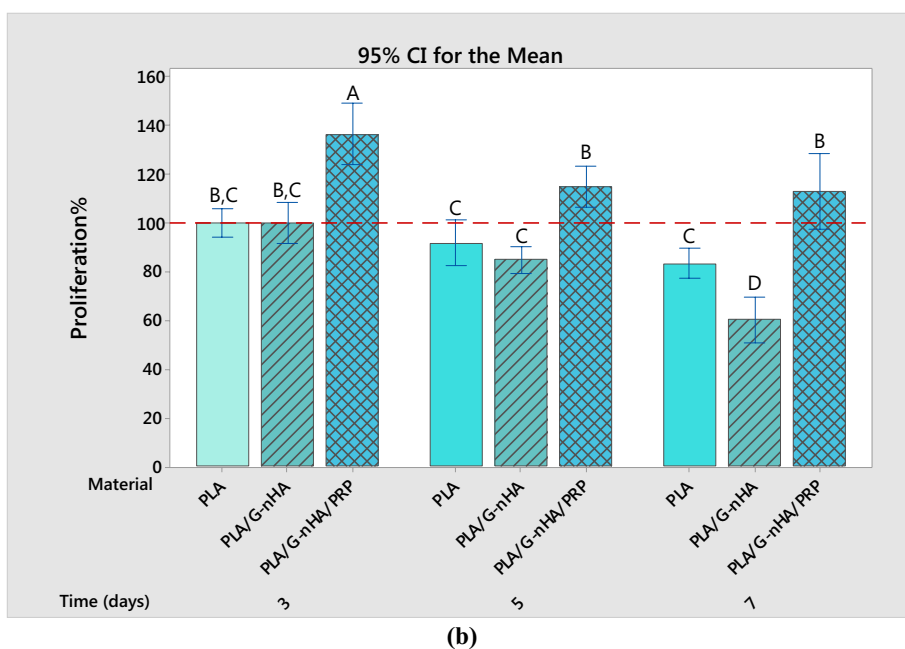 95% CI for the Mean
Proliferation%
160
140
120
100
80
60
40
20
0
B,C
B,C
A
C
C
B
C
D
B
Material
PLA
PLA/G-nHA
PLA/G-nHA/PRP
PLA
PLA/G-nHA
PLA/G-nHA/PRP
PLA
PLA/G-nHA
PLA/G-nHA/PRP
Time (days)
3
5
7
(b)